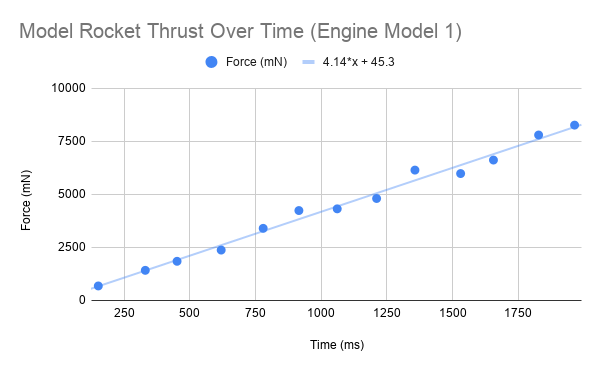 Model Rocket Thrust Over Time (Engine Model 1)
Force (mN) 4.14*x + 45.3
10000
7500
5000
2500
0
Force (mN)
250 500 750 1000 1250 1500 1750
Time (ms)